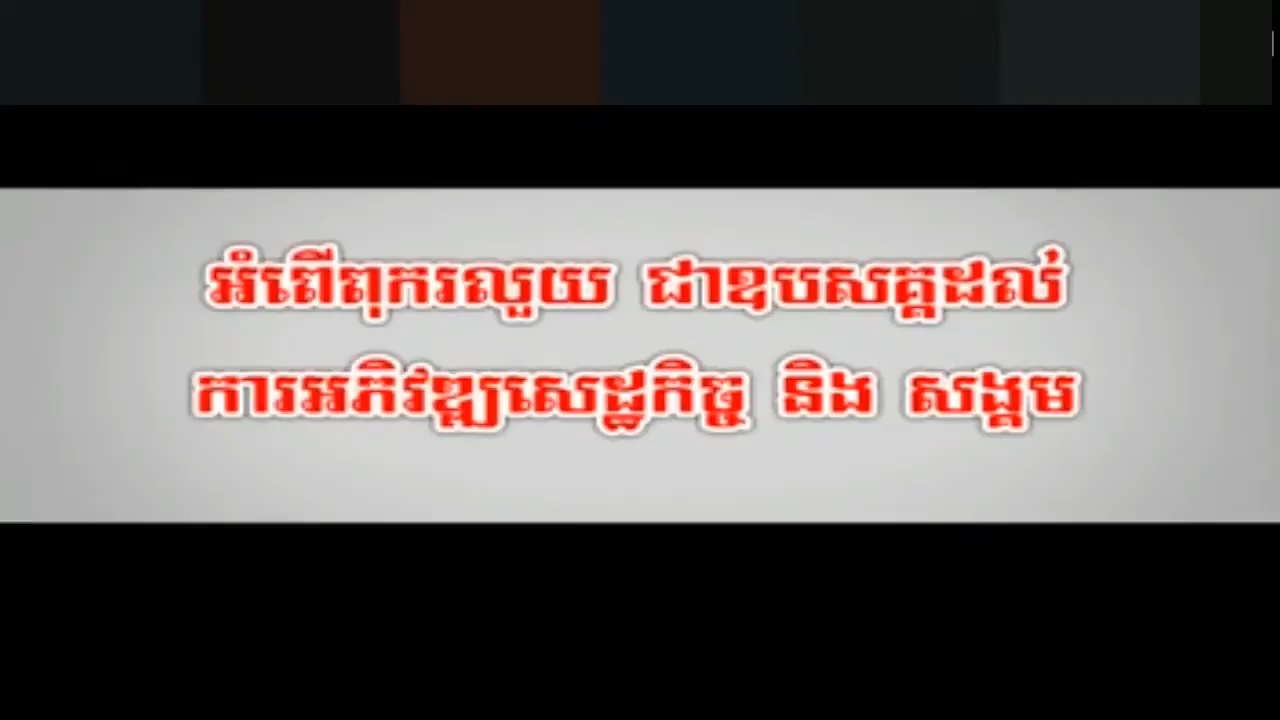 អំពើពុករលួយ ជាឧបសគ្គដល់
ការអភិវឌ្ឍសេដ្ឋកិច្ច និង សង្គម